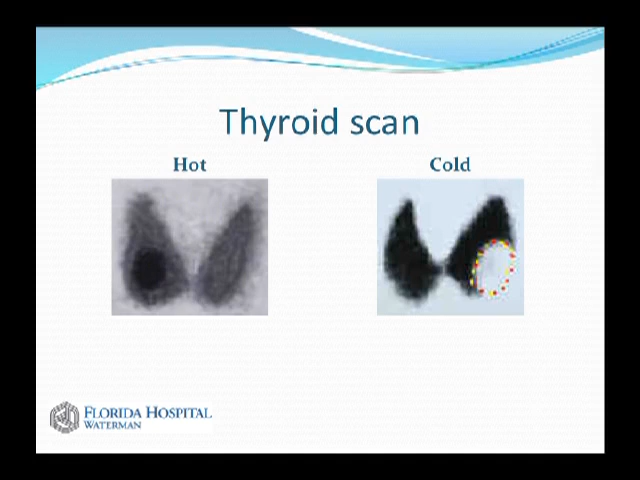 Thyroid scan
Hot
Cold
FLORIDA HOSPITAL
WATERMAN